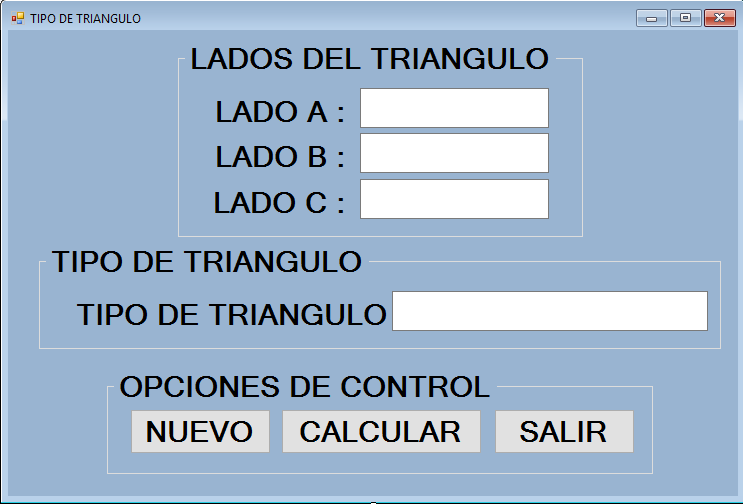 TIPO DE TRIANGULO
LADOS DEL TRIANGULO
LADO A :
LADO B :
LADO C :
TIPO DE TRIANGULO
TIPO DE TRIANGULO
OPCIONES DE CONTROL
NUEVO CALCULAR SALIR